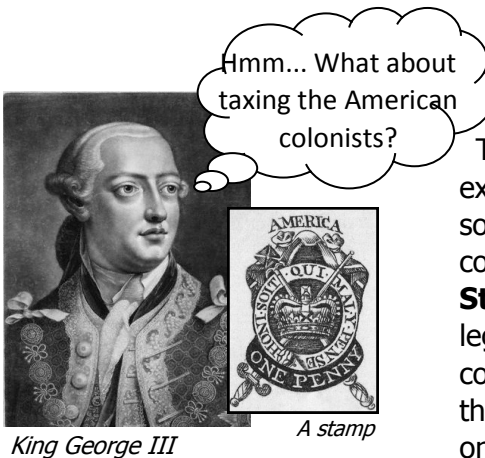 Hmm... What about
taxing the American
colonists?
T
ex
so
co
St
leg
co
th
AMERICA
HONI · SOIT · QUI · MAL · Y · PENSE
ONE PENNY
A stamp
King George III